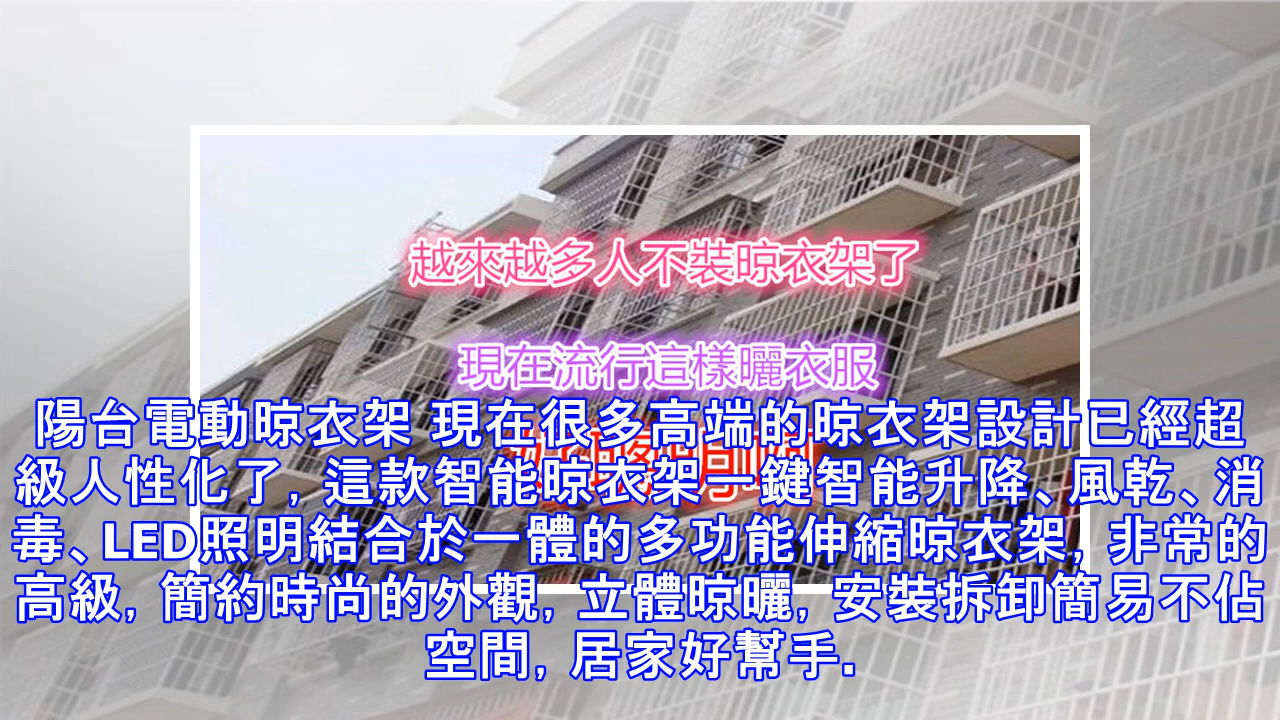 越來越多人不裝晾衣架了
現在流行這樣曬衣服
陽台電動晾衣架 現在很多高端的晾衣架設計已經超
級人性化了, 這款智能晾衣架一鍵智能升降、風乾、消
毒、LED照明結合於一體的多功能伸縮晾衣架, 非常的
高級, 簡約時尚的外觀, 立體晾曬, 安裝拆卸簡易不佔
空間, 居家好幫手.